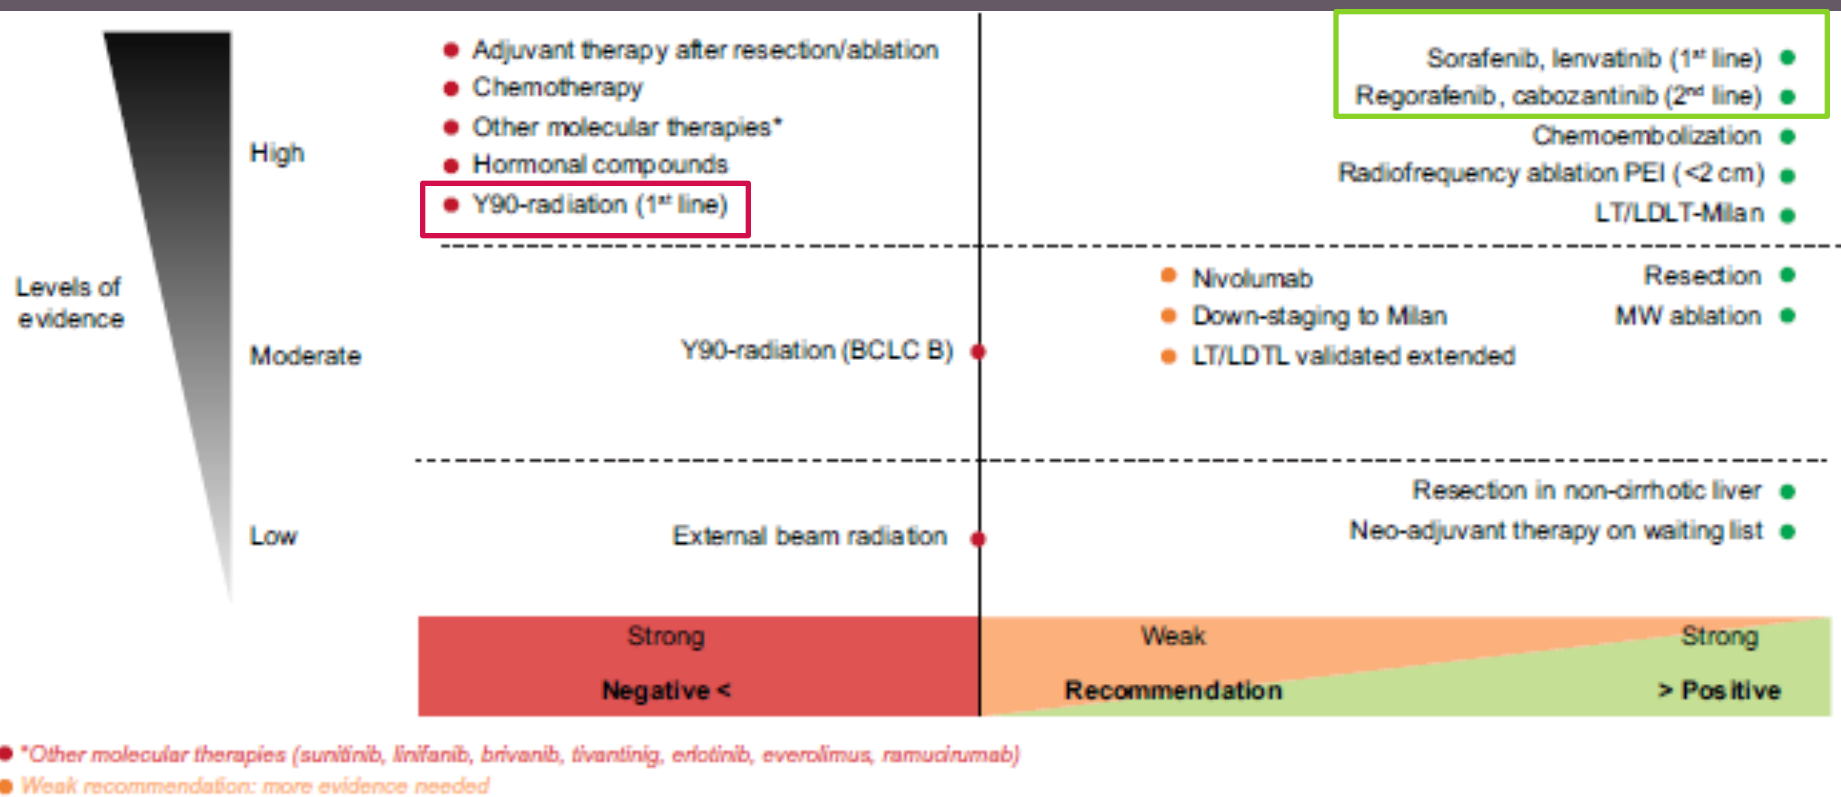 Adjuvant therapy after resection/ablation
Chemotherapy
Other molecular therapies*
Hormonal compounds
Y90-radiation (1st line)
Sorafenib, lenvatinib (1st line)
Regorafenib, cabozantinib (2nd line)
Chemoembolization
Radiofrequency ablation PEI (<2 cm)
LT/LDLT-Milan
High
Levels of
evidence
Moderate
Y90-radiation (BCLC B)
Nivolumab
Down-staging to Milan
LT/LDTL validated extended
Resection
MW ablation
Low
External beam radiation
Resection in non-cirrhotic liver
Neo-adjuvant therapy on waiting list
Strong
Weak
Strong
Negative <
Recommendation
> Positive
*Other molecular therapies (sunitinib, linifanib, brivanib, tivantinig, erlotinib, everolimus, ramucirumab)
Weak recommendation: more evidence needed